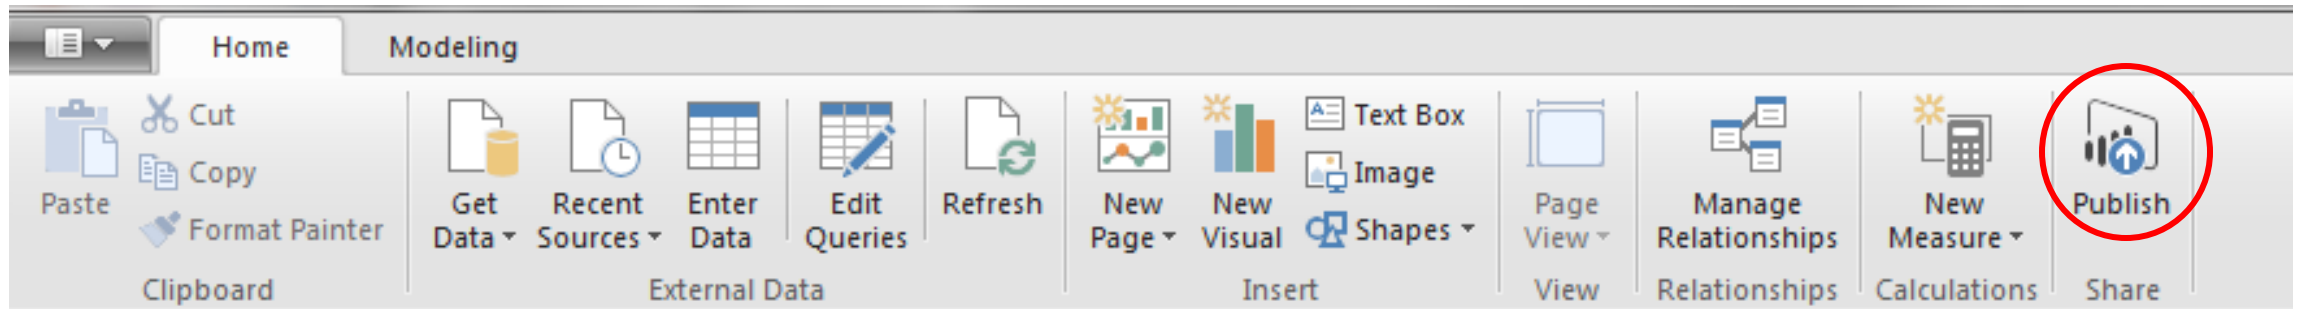 Home
Modeling
Paste
Cut
Copy
Format Painter
Clipboard
Get
Data
Recent
Sources
Enter
Data
Edit
Queries
Refresh
External Data
New
Page
New
Visual
Text Box
Image
Shapes
Insert
Page
View
View
Manage
Relationships
Relationships
New
Measure
Calculations
Publish
Share